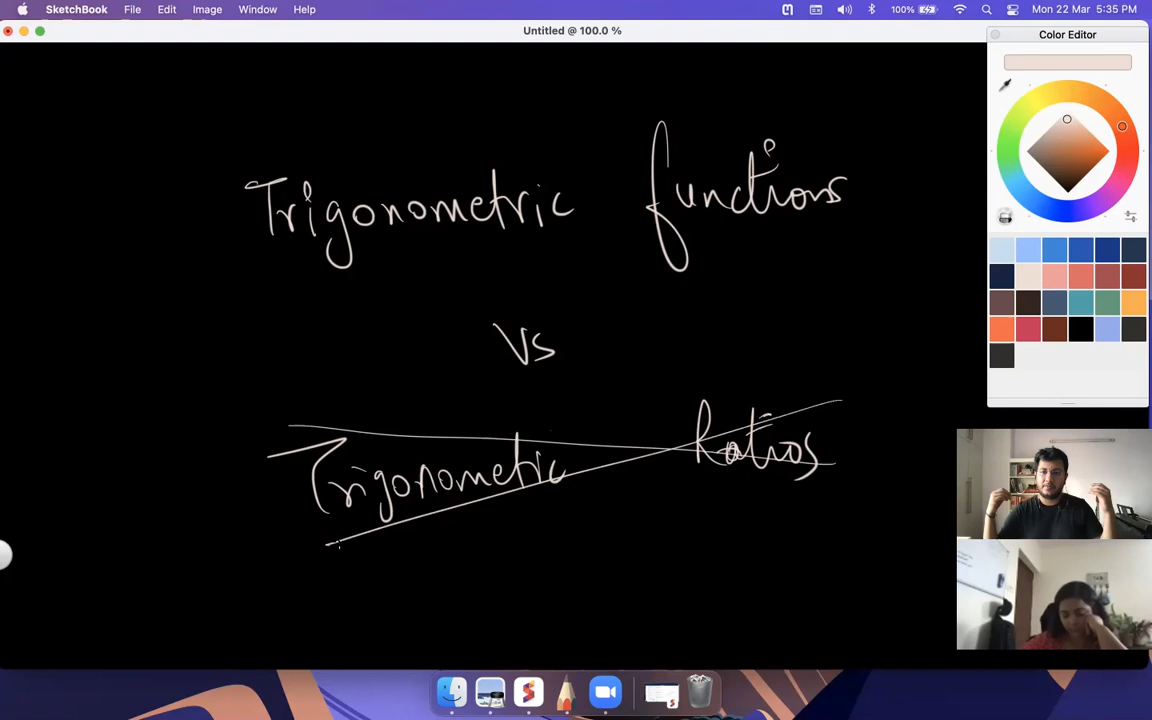 SketchBook File Edit Image Window Help 100% Mon 22 Mar 5:35 PM
Untitled @ 100.0 %
Color Editor
Trigonometric functions
Vs
Trigonometric Ratios